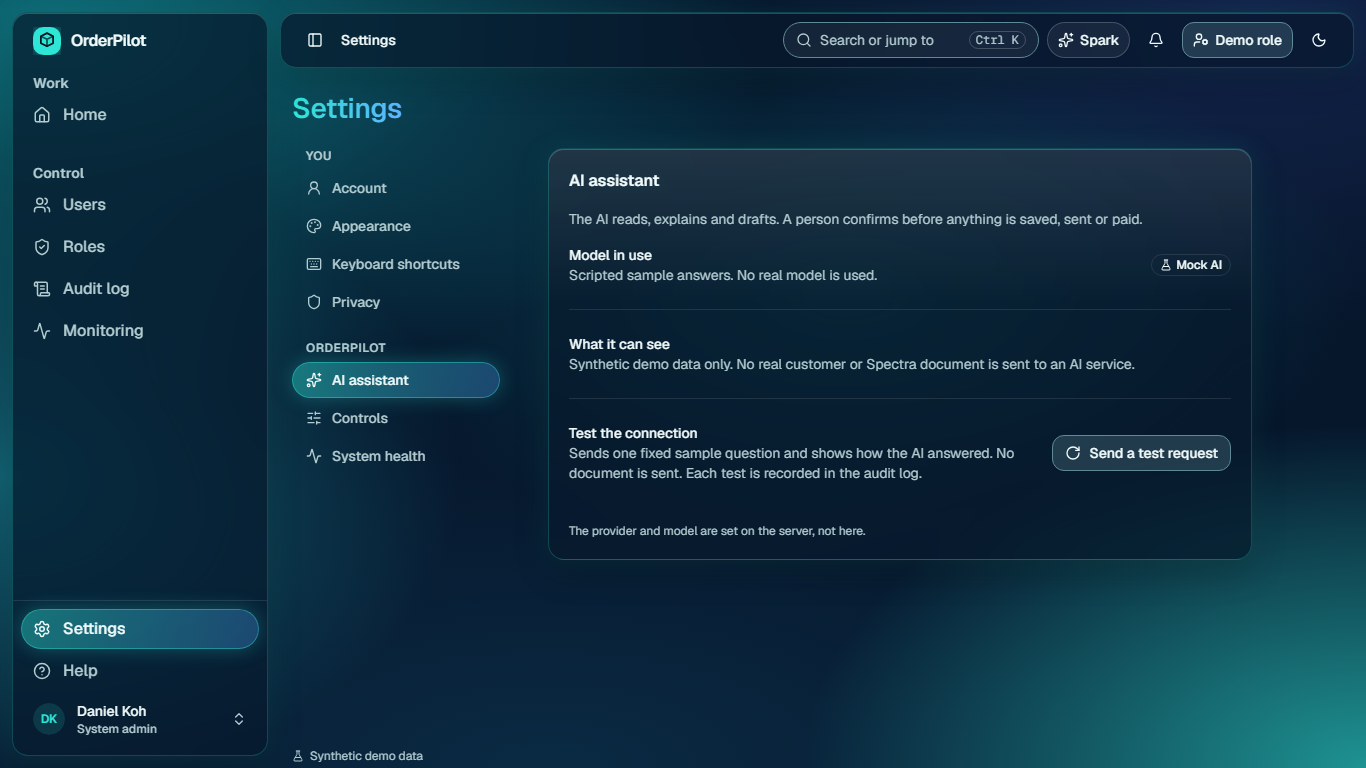 OrderPilot
Work
Home
Control
Users
Roles
Audit log
Monitoring
Settings
Help
DK
Daniel Koh
System admin
Settings
Search or jump to
Ctrl K
Spark
Demo role
Settings
YOU
Account
Appearance
Keyboard shortcuts
Privacy
ORDERPILOT
AI assistant
Controls
System health
AI assistant
The AI reads, explains and drafts. A person confirms before anything is saved, sent or paid.
Model in use
Scripted sample answers. No real model is used.
Mock AI
What it can see
Synthetic demo data only. No real customer or Spectra document is sent to an AI service.
Test the connection
Sends one fixed sample question and shows how the AI answered. No
document is sent. Each test is recorded in the audit log.
Send a test request
The provider and model are set on the server, not here.
Synthetic demo data